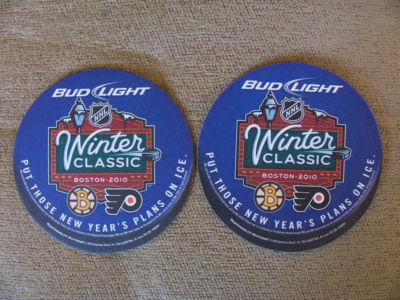 BUD LIGHT
NHL
Winter
CLASSIC
BOSTON • 2010
B
PUT THOSE NEW YEAR'S PLANS ON ICE.
BUD LIGHT
NHL
Winter
CLASSIC
BOSTON • 2010
B
PUT THOSE NEW YEAR'S PLANS ON ICE.